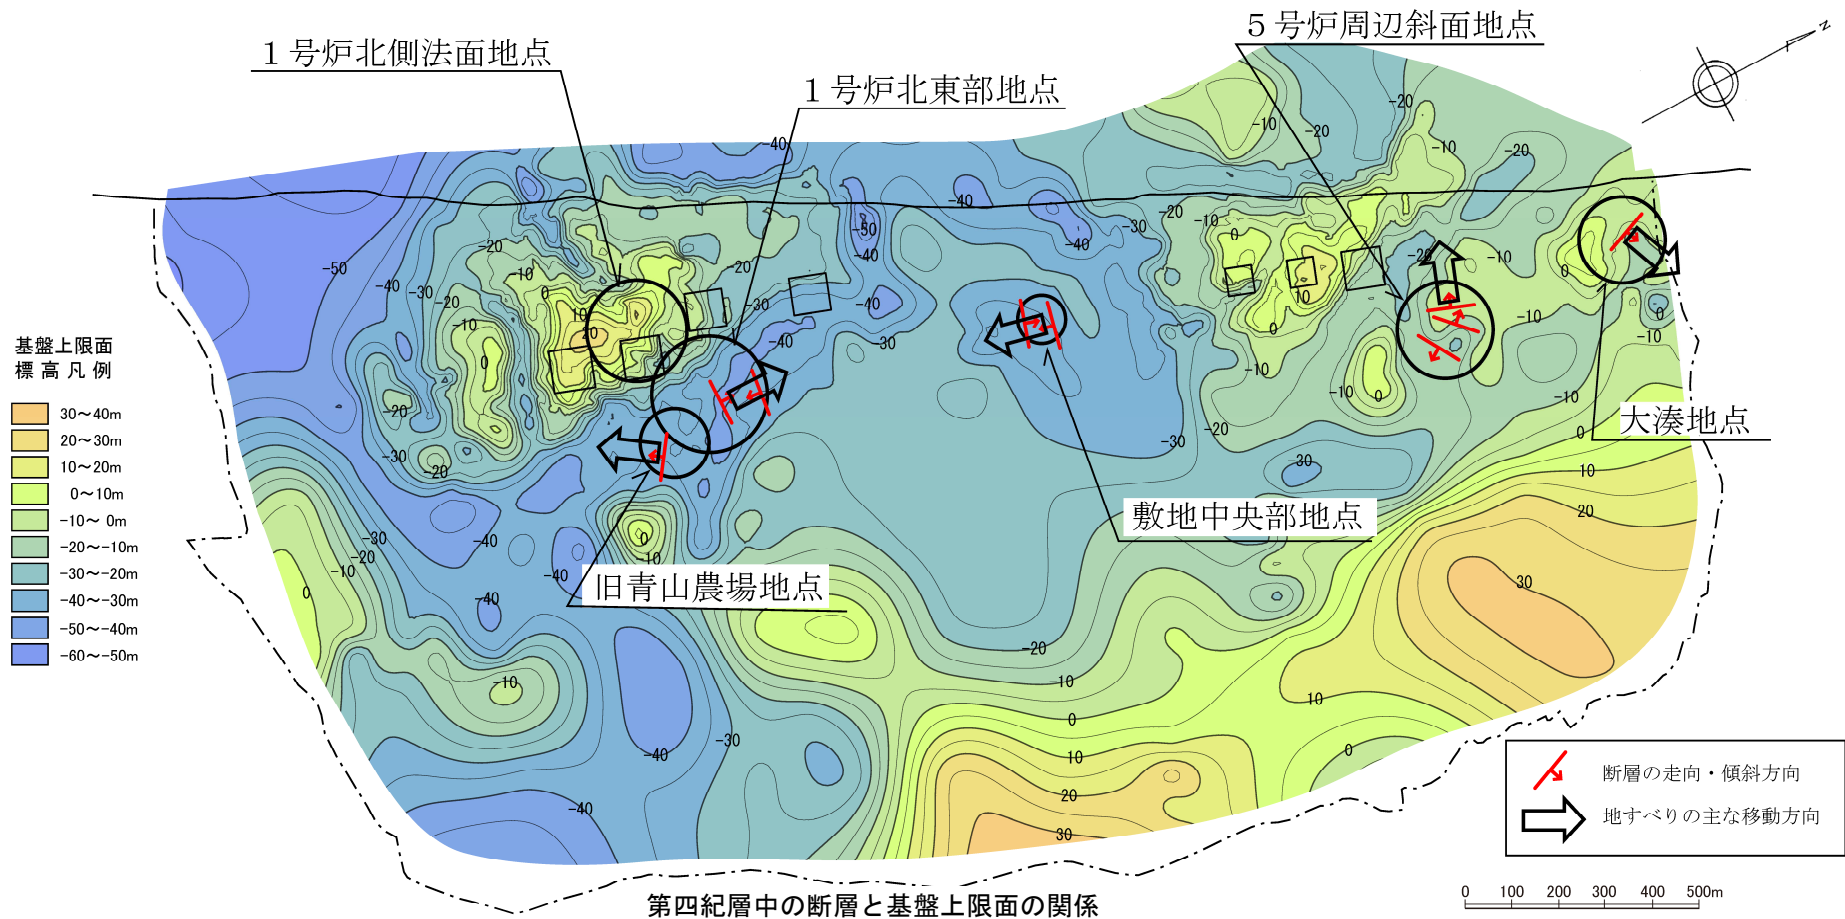 5号炉周辺斜面地点
1号炉北側法面地点
1号炉北東部地点
N
基盤上限面
標高凡例
30～40m
20～30m
10～20m
0～10m
-10～ 0m
-20～-10m
-30～-20m
-40～-30m
-50～-40m
-60～-50m
大湊地点
敷地中央部地点
旧青山農場地点
断層の走向・傾斜方向
地すべりの主な移動方向
0 100 200 300 400 500m
第四紀層中の断層と基盤上限面の関係